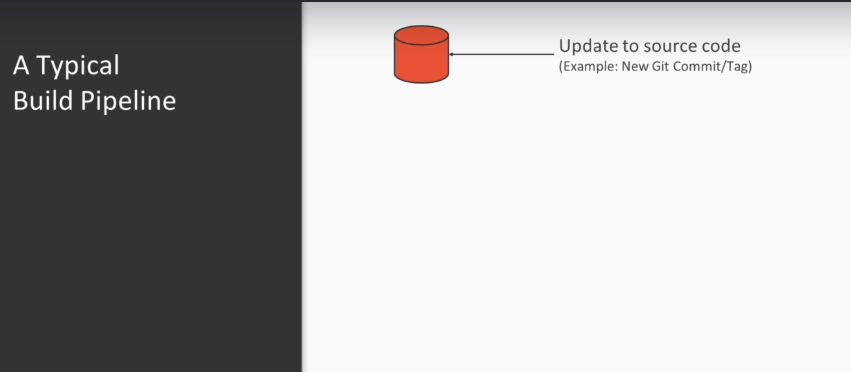 A Typical
Build Pipeline
Update to source code
(Example: New Git Commit/Tag)